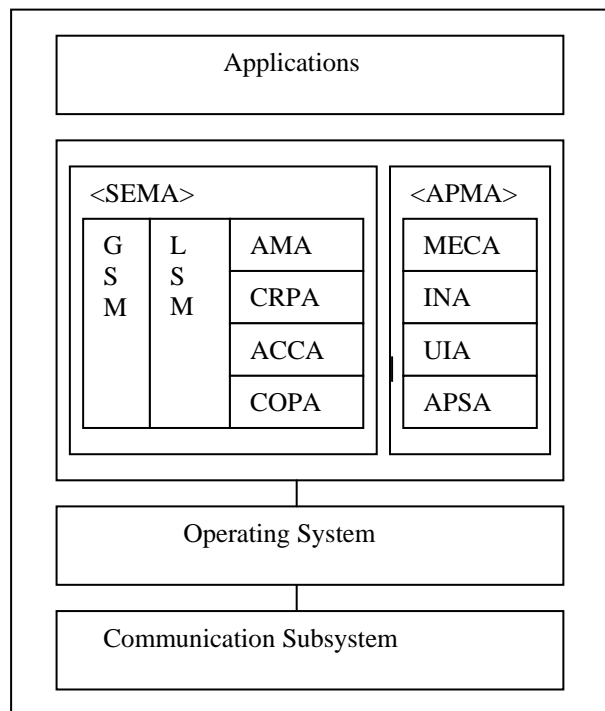 Applications
<SEMA>
<APMA>
G
S
M
L
S
M
AMA
CRPA
ACCA
COPA
MECA
INA
UIA
APSA
Operating System
Communication Subsystem